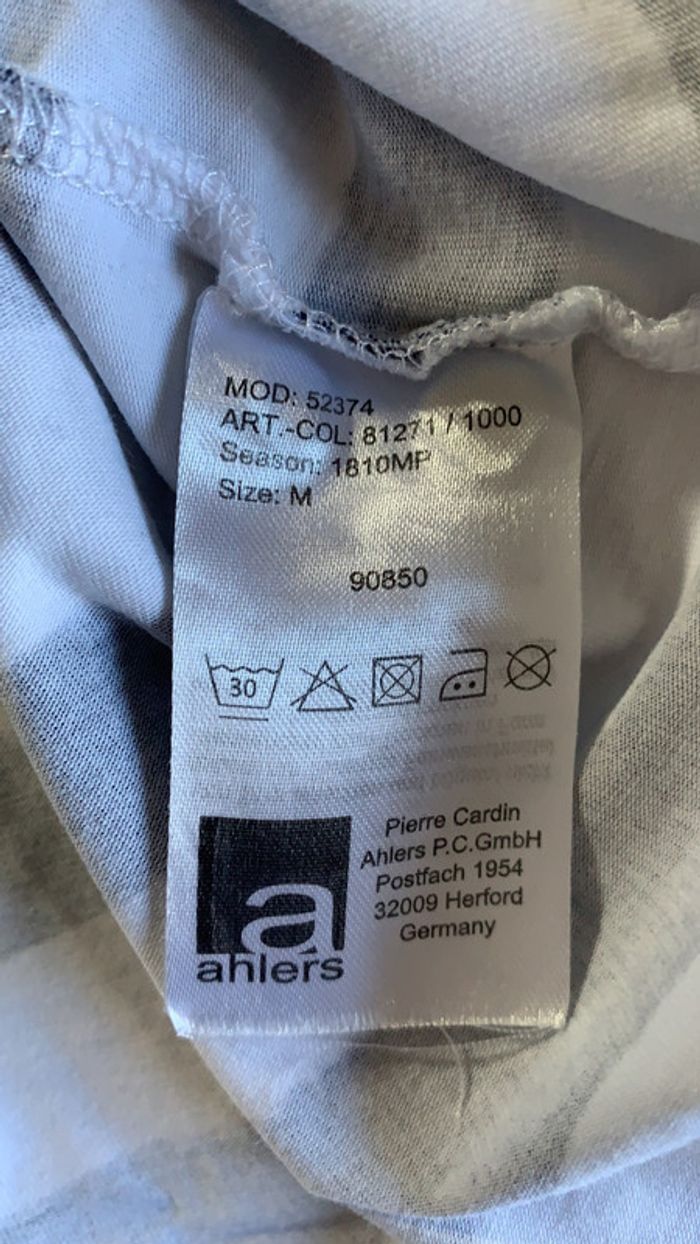 MOD: 52374
ART.-COL: 81271 / 1000
Season: 1810MP
Size: M
90850
30
Pierre Cardin
Ahlers P.C.GmbH
Postfach 1954
32009 Herford
Germany
a
ahlers